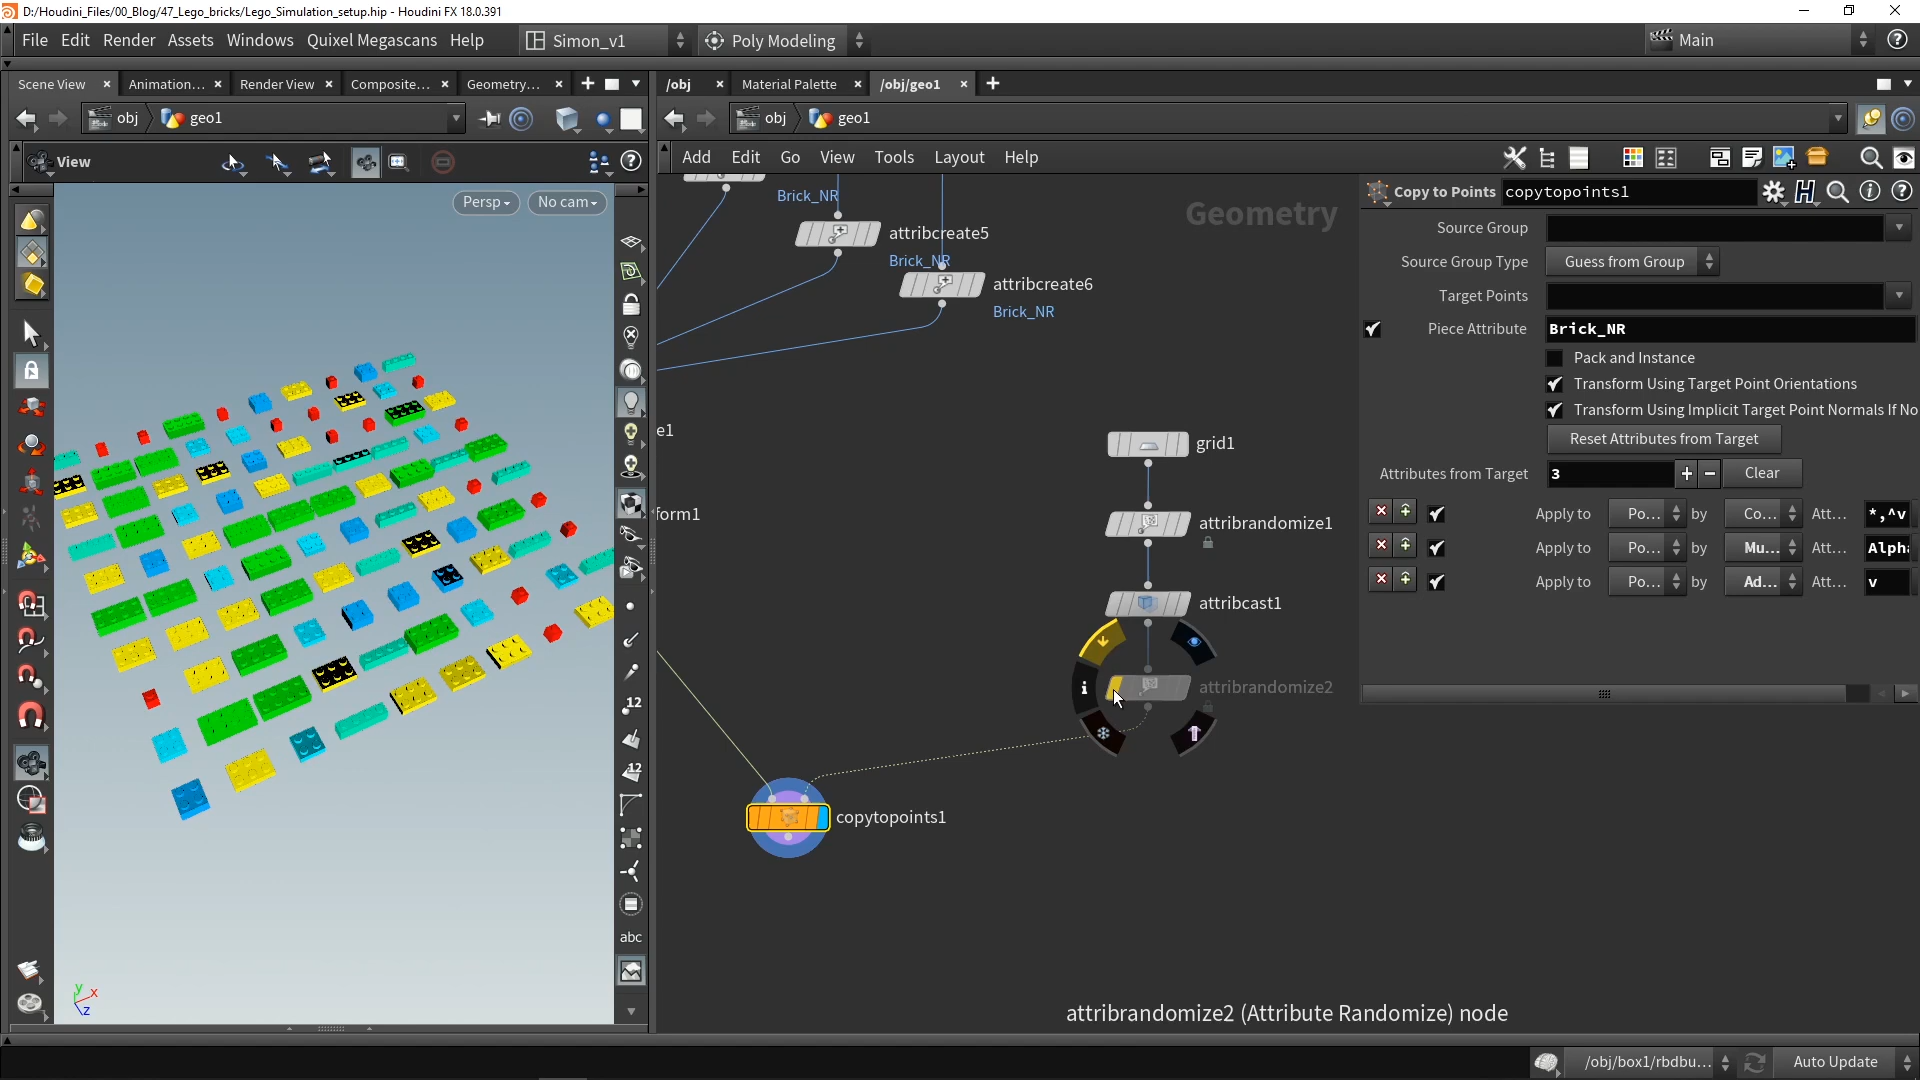 D:/Houdini_Files/00_Blog/47_Lego_bricks/Lego_Simulation_setup.hip - Houdini FX 18.0.391
File Edit Render Assets Windows Quixel Megascans Help Simon_v1 Poly Modeling Main
Scene View Animation... Render View Composite... Geometry... /obj Material Palette /obj/geo1
obj geo1 obj geo1
View Add Edit Go View Tools Layout Help
Persp No cam
Geometry
Brick_NR
attribcreate5
Brick_NR
attribcreate6
Brick_NR
e1
form1
grid1
attribrandomize1
attribcast1
attribrandomize2
copytopoints1
attribrandomize2 (Attribute Randomize) node
Copy to Points copytopoints1
Source Group
Source Group Type Guess from Group
Target Points
Piece Attribute Brick_NR
Pack and Instance
Transform Using Target Point Orientations
Transform Using Implicit Target Point Normals If No
Reset Attributes from Target
Attributes from Target 3 Clear
Apply to Po... by Co... Att... *,^v
Apply to Po... by Mu... Att... Alpha
Apply to Po... by Ad... Att... v
12
12
abc
y x z
/obj/box1/rbdbu... Auto Update